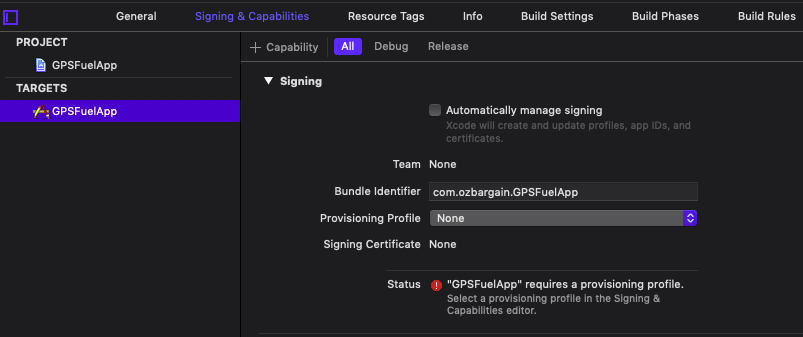 General Signing & Capabilities Resource Tags Info Build Settings Build Phases Build Rules
PROJECT
GPSFuelApp
TARGETS
GPSFuelApp
+ Capability All Debug Release
Signing
Automatically manage signing
Xcode will create and update profiles, app IDs, and
certificates.
Team None
Bundle Identifier com.ozbargain.GPSFuelApp
Provisioning Profile None
Signing Certificate None
Status "GPSFuelApp" requires a provisioning profile.
Select a provisioning profile in the Signing &
Capabilities editor.